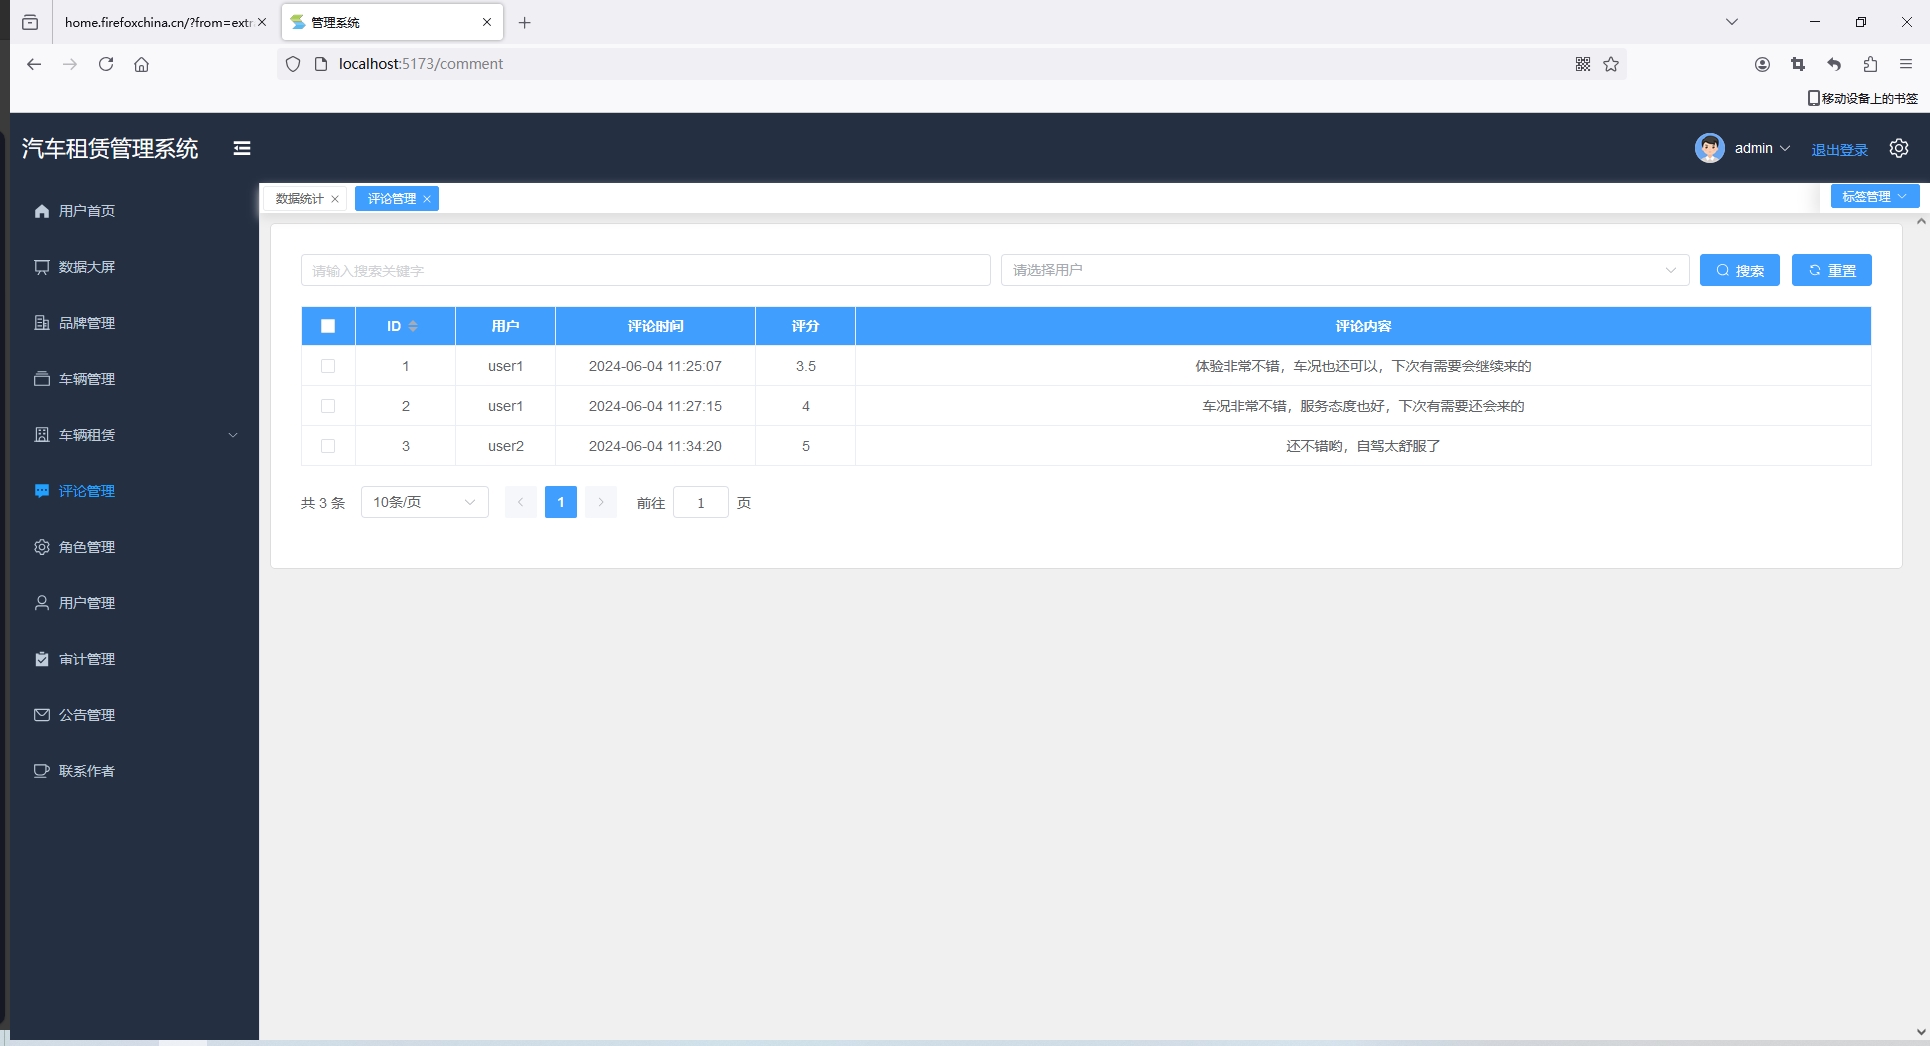 home.firefoxchina.cn/?from=extr
管理系统
localhost:5173/comment
移动设备上的书签
汽车租赁管理系统
admin
退出登录
用户首页
数据大屏
品牌管理
车辆管理
车辆租赁
评论管理
角色管理
用户管理
审计管理
公告管理
联系作者
数据统计
评论管理
标签管理
请输入搜索关键字
请选择用户
搜索
重置
ID 用户 评论时间 评分 评论内容
1 user1 2024-06-04 11:25:07 3.5 体验非常不错，车况也还可以，下次有需要会继续来的
2 user1 2024-06-04 11:27:15 4 车况非常不错，服务态度也好，下次有需要还会来的
3 user2 2024-06-04 11:34:20 5 还不错哟，自驾太舒服了
共 3 条 10条/页 1 前往 1 页